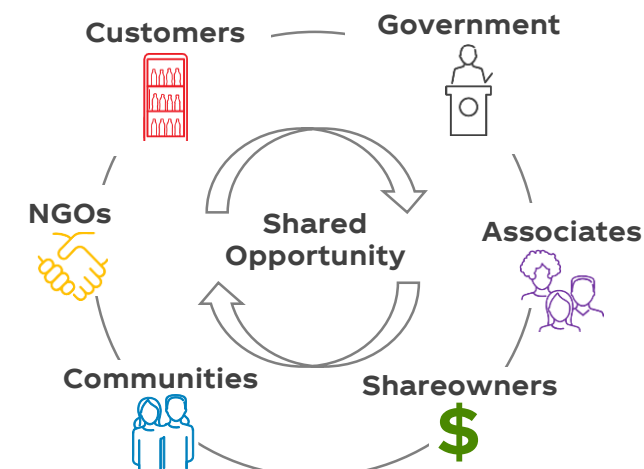 Customers
Government
NGOs
Shared
Opportunity
Associates
Communities
Shareowners
$